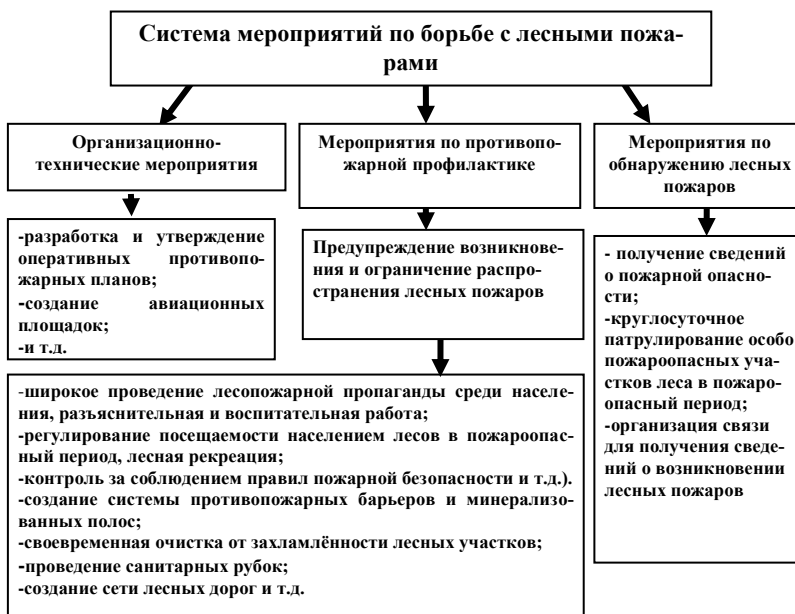 Система мероприятий по борьбе с лесными пожа-
рами
Организационно-
технические мероприятия
Мероприятия по противопо-
жарной профилактике
Мероприятия по
обнаружению лесных
пожаров
-разработка и утверждение
оперативных противопо-
жарных планов;
-создание авиационных
площадок;
-и т.д.
Предупреждение возникнове-
ния и ограничение распро-
странения лесных пожаров
- получение сведений
о пожарной опасно-
сти;
-круглосуточное
патрулирование особо
пожароопасных уча-
стков леса в пожаро-
опасный период;
-организация связи
для получения сведе-
ний о возникновении
лесных пожаров
-широкое проведение лесопожарной пропаганды среди населе-
ния, разъяснительная и воспитательная работа;
-регулирование посещаемости населением лесов в пожароопас-
ный период, лесная рекреация;
-контроль за соблюдением правил пожарной безопасности и т.д.).
-создание системы противопожарных барьеров и минерализо-
ванных полос;
-своевременная очистка от захламлённости лесных участков;
-проведение санитарных рубок;
-создание сети лесных дорог и т.д.